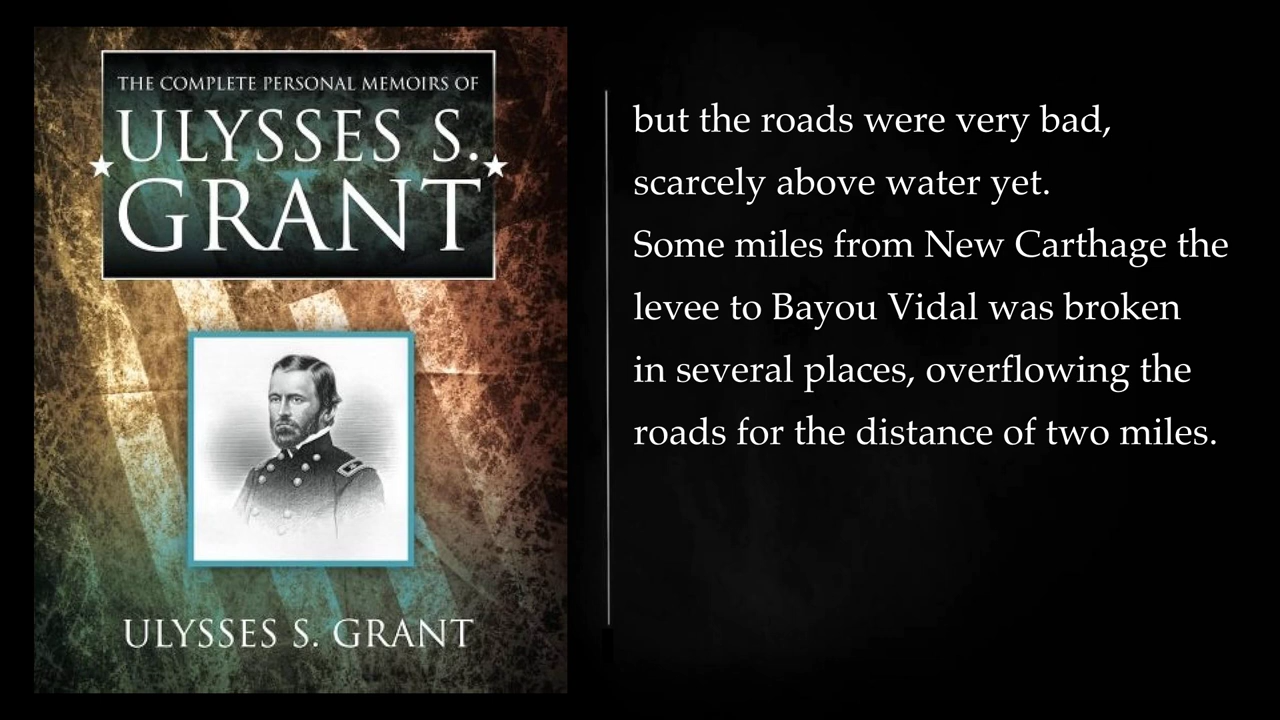 THE COMPLETE PERSONAL MEMOIRS OF
ULYSSES S.
GRANT
ULYSSES S. GRANT
but the roads were very bad,
scarcely above water yet.
Some miles from New Carthage the
levee to Bayou Vidal was broken
in several places, overflowing the
roads for the distance of two miles.